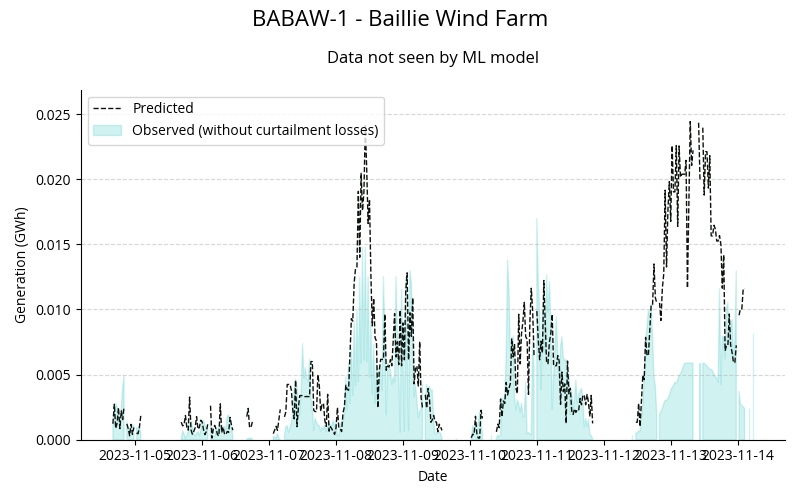 BABAW-1 - Baillie Wind Farm
Data not seen by ML model
Predicted
Observed (without curtailment losses)
Generation (GWh)
0.025
0.020
0.015
0.010
0.005
0.000
2023-11-05 2023-11-06 2023-11-07 2023-11-08 2023-11-09 2023-11-10 2023-11-11 2023-11-12 2023-11-13 2023-11-14
Date